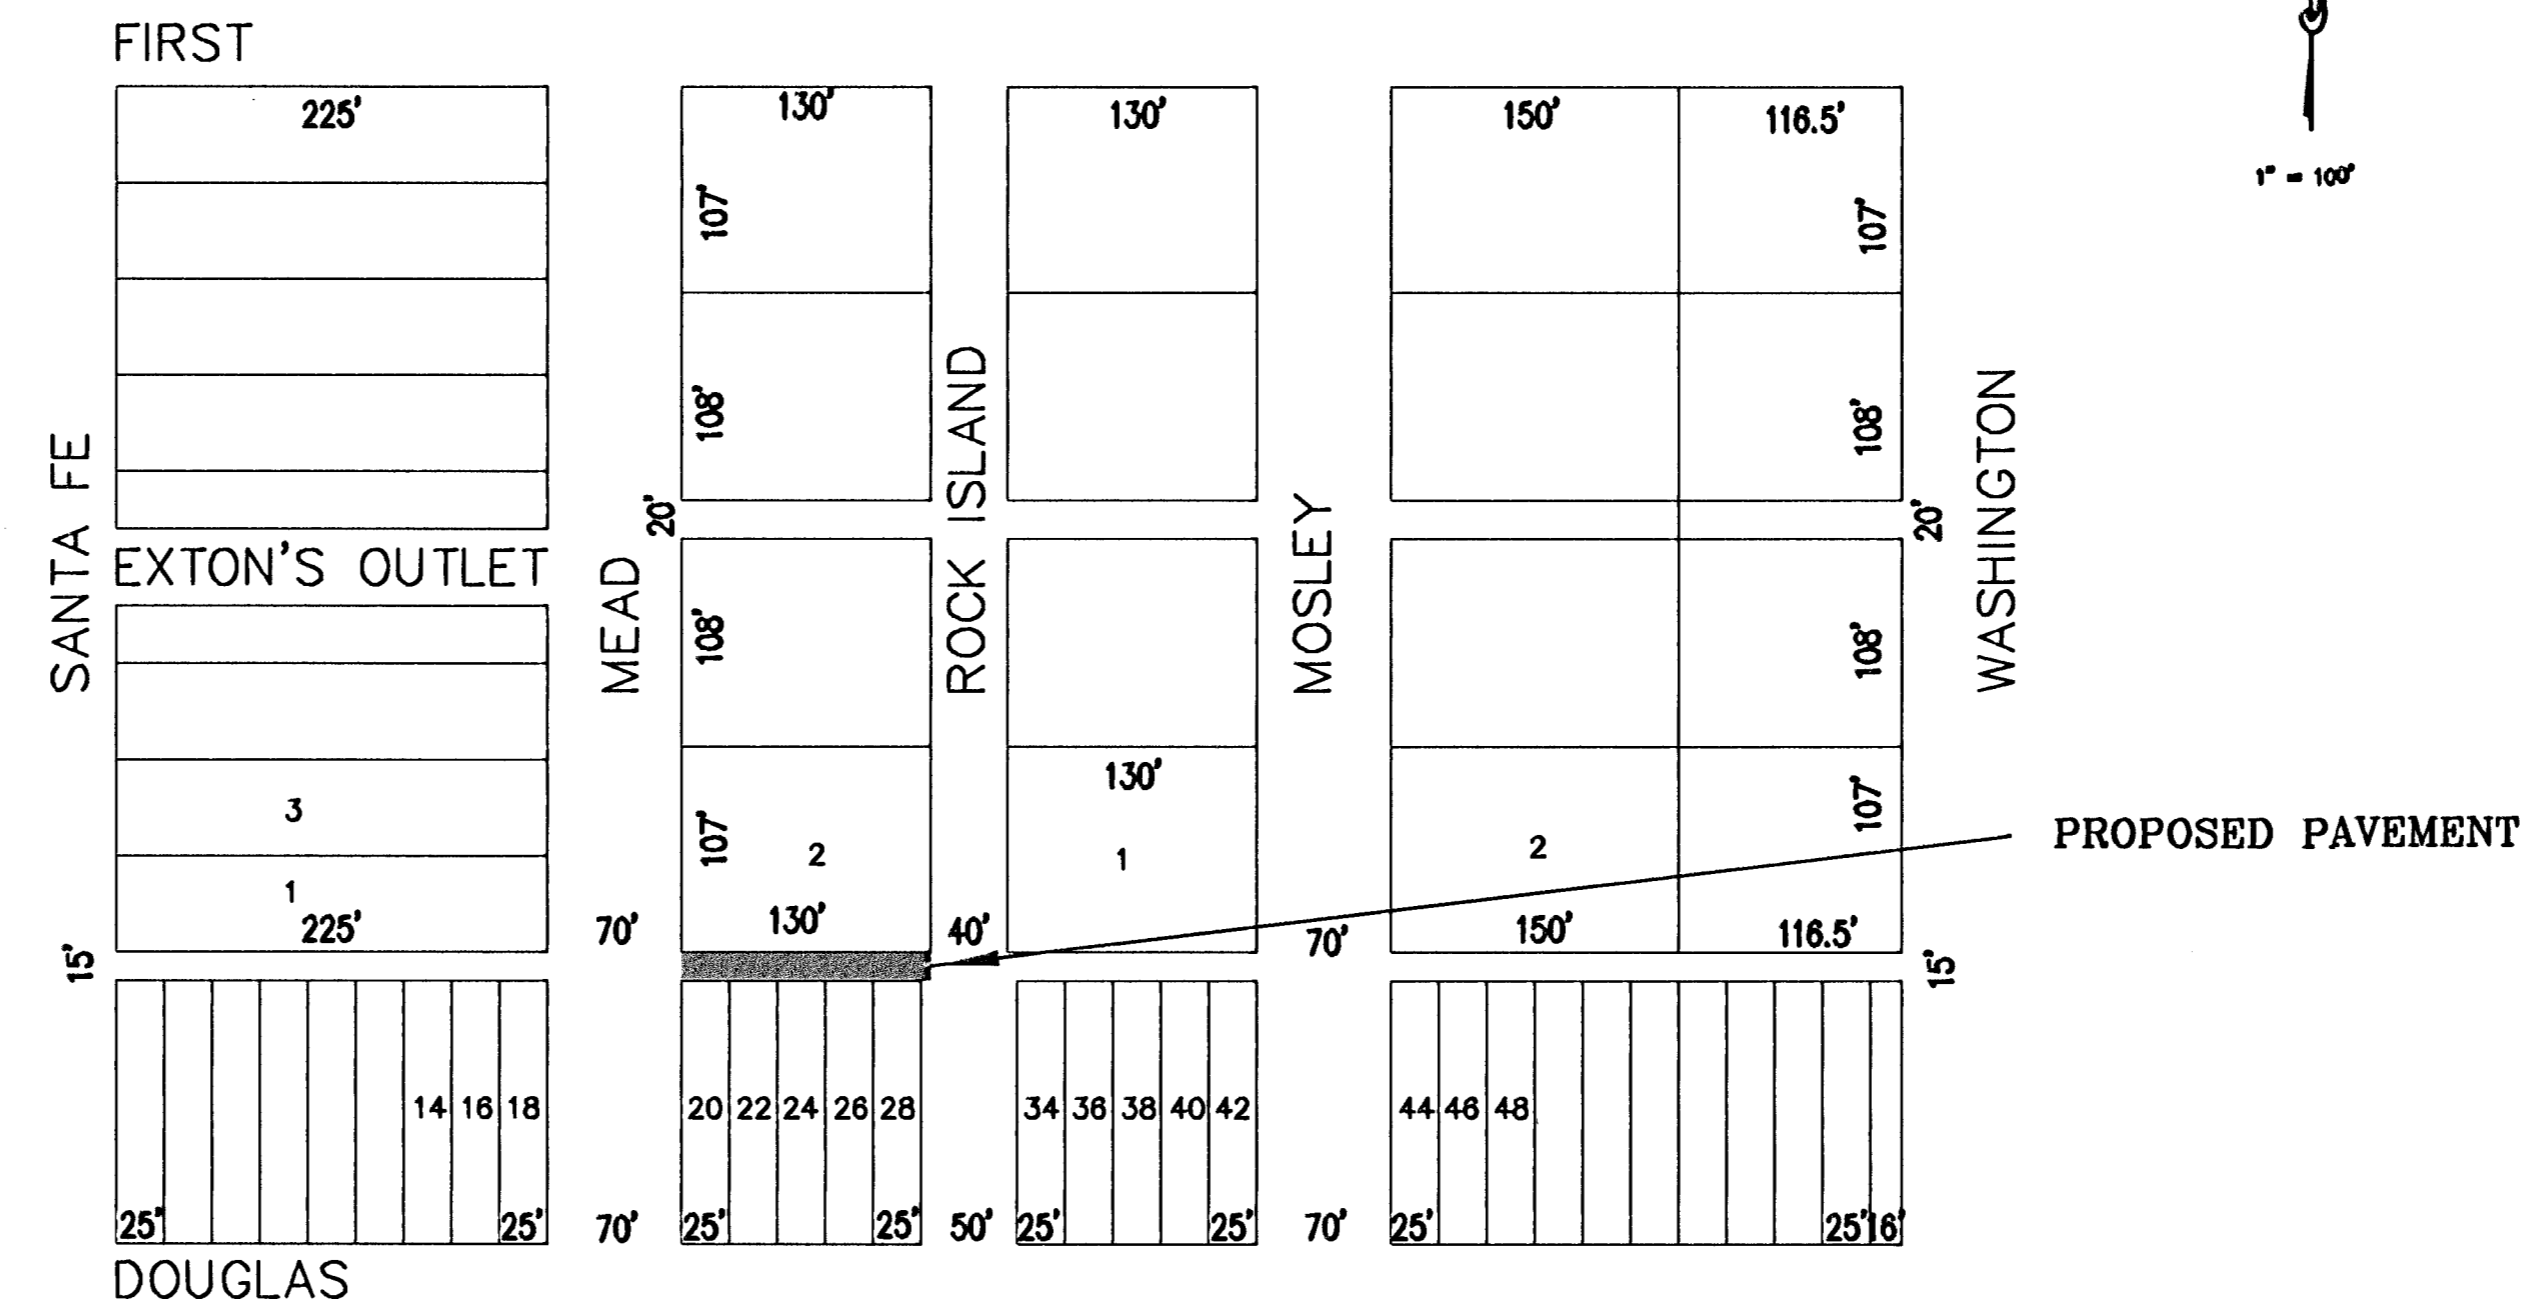 FIRST
225' 130' 130' 150' 116.5'
1" = 100'
107' 107'
108' 108'
SANTA FE
20' 20'
EXTON'S OUTLET
MEAD
ROCK ISLAND
MOSLEY
WASHINGTON
108' 108'
130'
3
107' 2 1 2 107'
PROPOSED PAVEMENT
1
225' 70' 130' 40' 70' 150' 116.5'
15' 15'
14 16 18 20 22 24 26 28 34 36 38 40 42 44 46 48
25' 25' 70' 25' 25' 50' 25' 25' 70' 25' 25' 16'
DOUGLAS